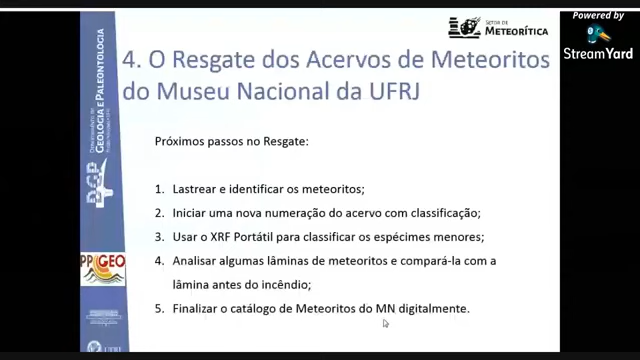 Powered by
StreamYard
SETOR DE
METEORÍTICA
4. O Resgate dos Acervos de Meteoritos
do Museu Nacional da UFRJ
Próximos passos no Resgate:
1. Lastrear e identificar os meteoritos;
2. Iniciar uma nova numeração do acervo com classificação;
3. Usar o XRF Portátil para classificar os espécimes menores;
4. Analisar algumas lâminas de meteoritos e compará-la com a
lâmina antes do incêndio;
5. Finalizar o catálogo de Meteoritos do MN digitalmente.
DGP
GEOLOGIA E PALEONTOLOGIA
PPGEO